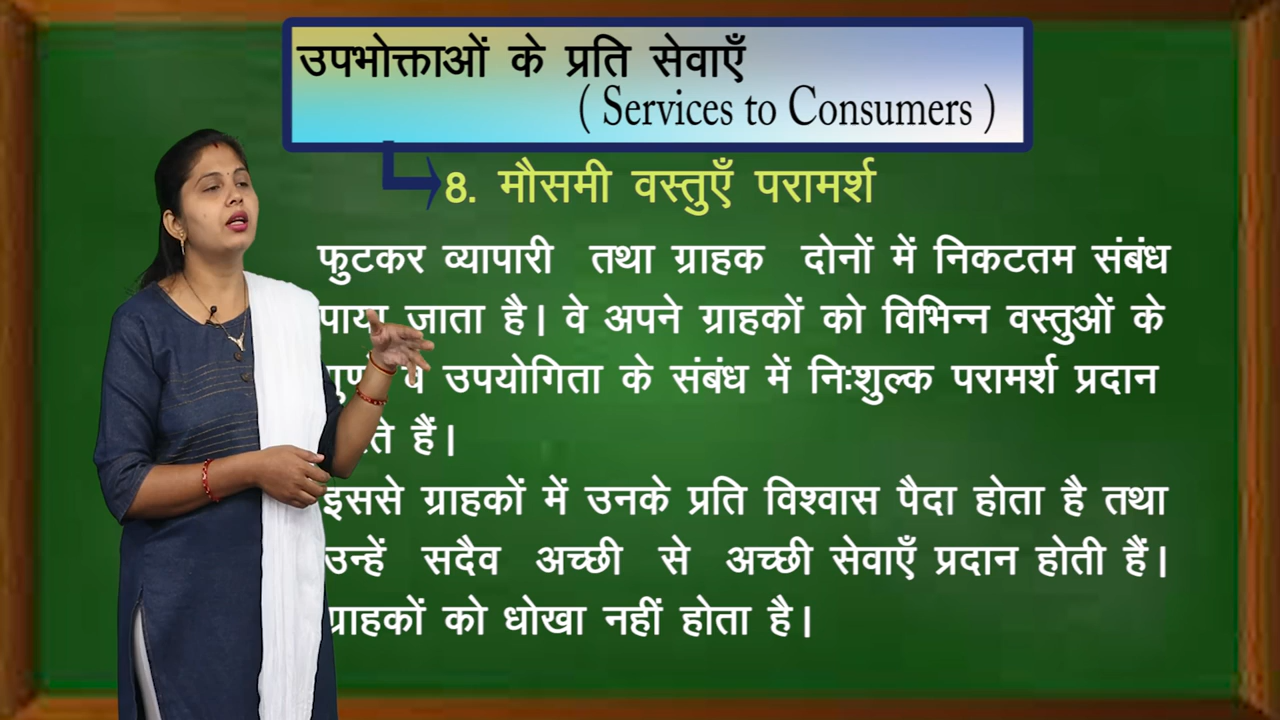 उपभोक्ताओं के प्रति सेवाएँ
( Services to Consumers )
8. मौसमी वस्तुएँ परामर्श
फुटकर व्यापारी तथा ग्राहक दोनों में निकटतम संबंध
पाया जाता है। वे अपने ग्राहकों को विभिन्न वस्तुओं के
व उपयोगिता के संबंध में निःशुल्क परामर्श प्रदान
हैं।
इससे ग्राहकों में उनके प्रति विश्वास पैदा होता है तथा
उन्हें सदैव अच्छी से अच्छी सेवाएँ प्रदान होती हैं।
ग्राहकों को धोखा नहीं होता है।